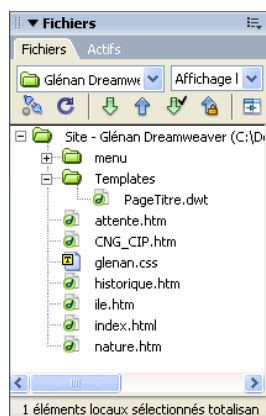 Fichiers
Fichiers Actifs
Glénan Dreamwe Affichage l
Site - Glénan Dreamweaver (C:\D
menu
Templates
PageTitre.dwt
attente.htm
CNG_CIP.htm
glenan.css
historique.htm
ile.htm
index.html
nature.htm
1 éléments locaux sélectionnés totalisan